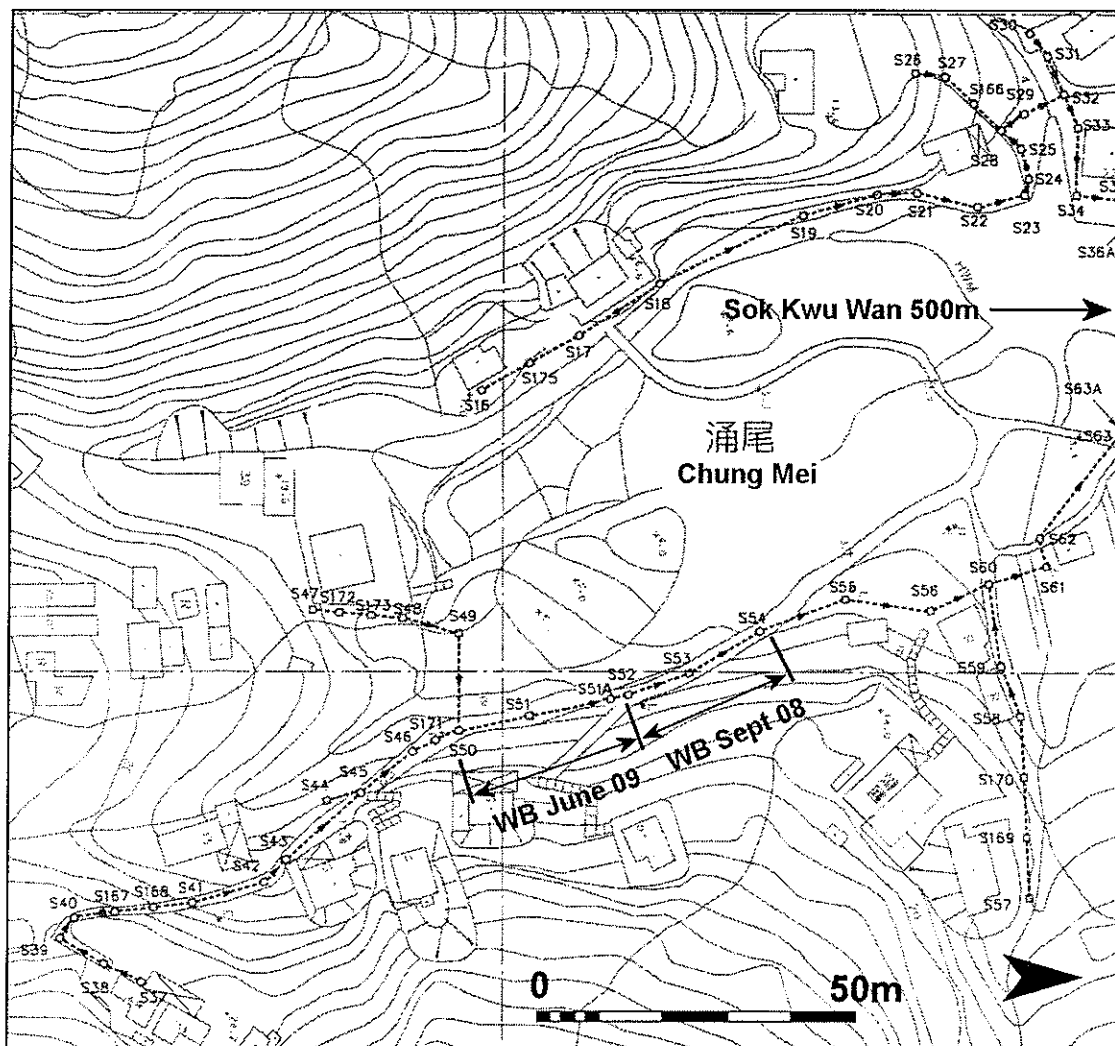 S30
S31
S26
S27
S166
S29
S32
S33
S28
S25
S24
S20
S21
S22
S23
S34
S19
S36A
HWM
S18
Sok Kwu Wan 500m
S17
S175
S16
S63A
涌尾
S63
Chung Mei
S62
S60
S61
S47
S172
S173
S48
S49
S55
S56
S54
S53
S59
S52
S51A
S51
S58
S171
S46
S50
WB June 09
WB Sept 08
S45
S44
S170
S43
S169
S42
S41
S168
S167
S40
S57
S39
S38
S37
0
50m